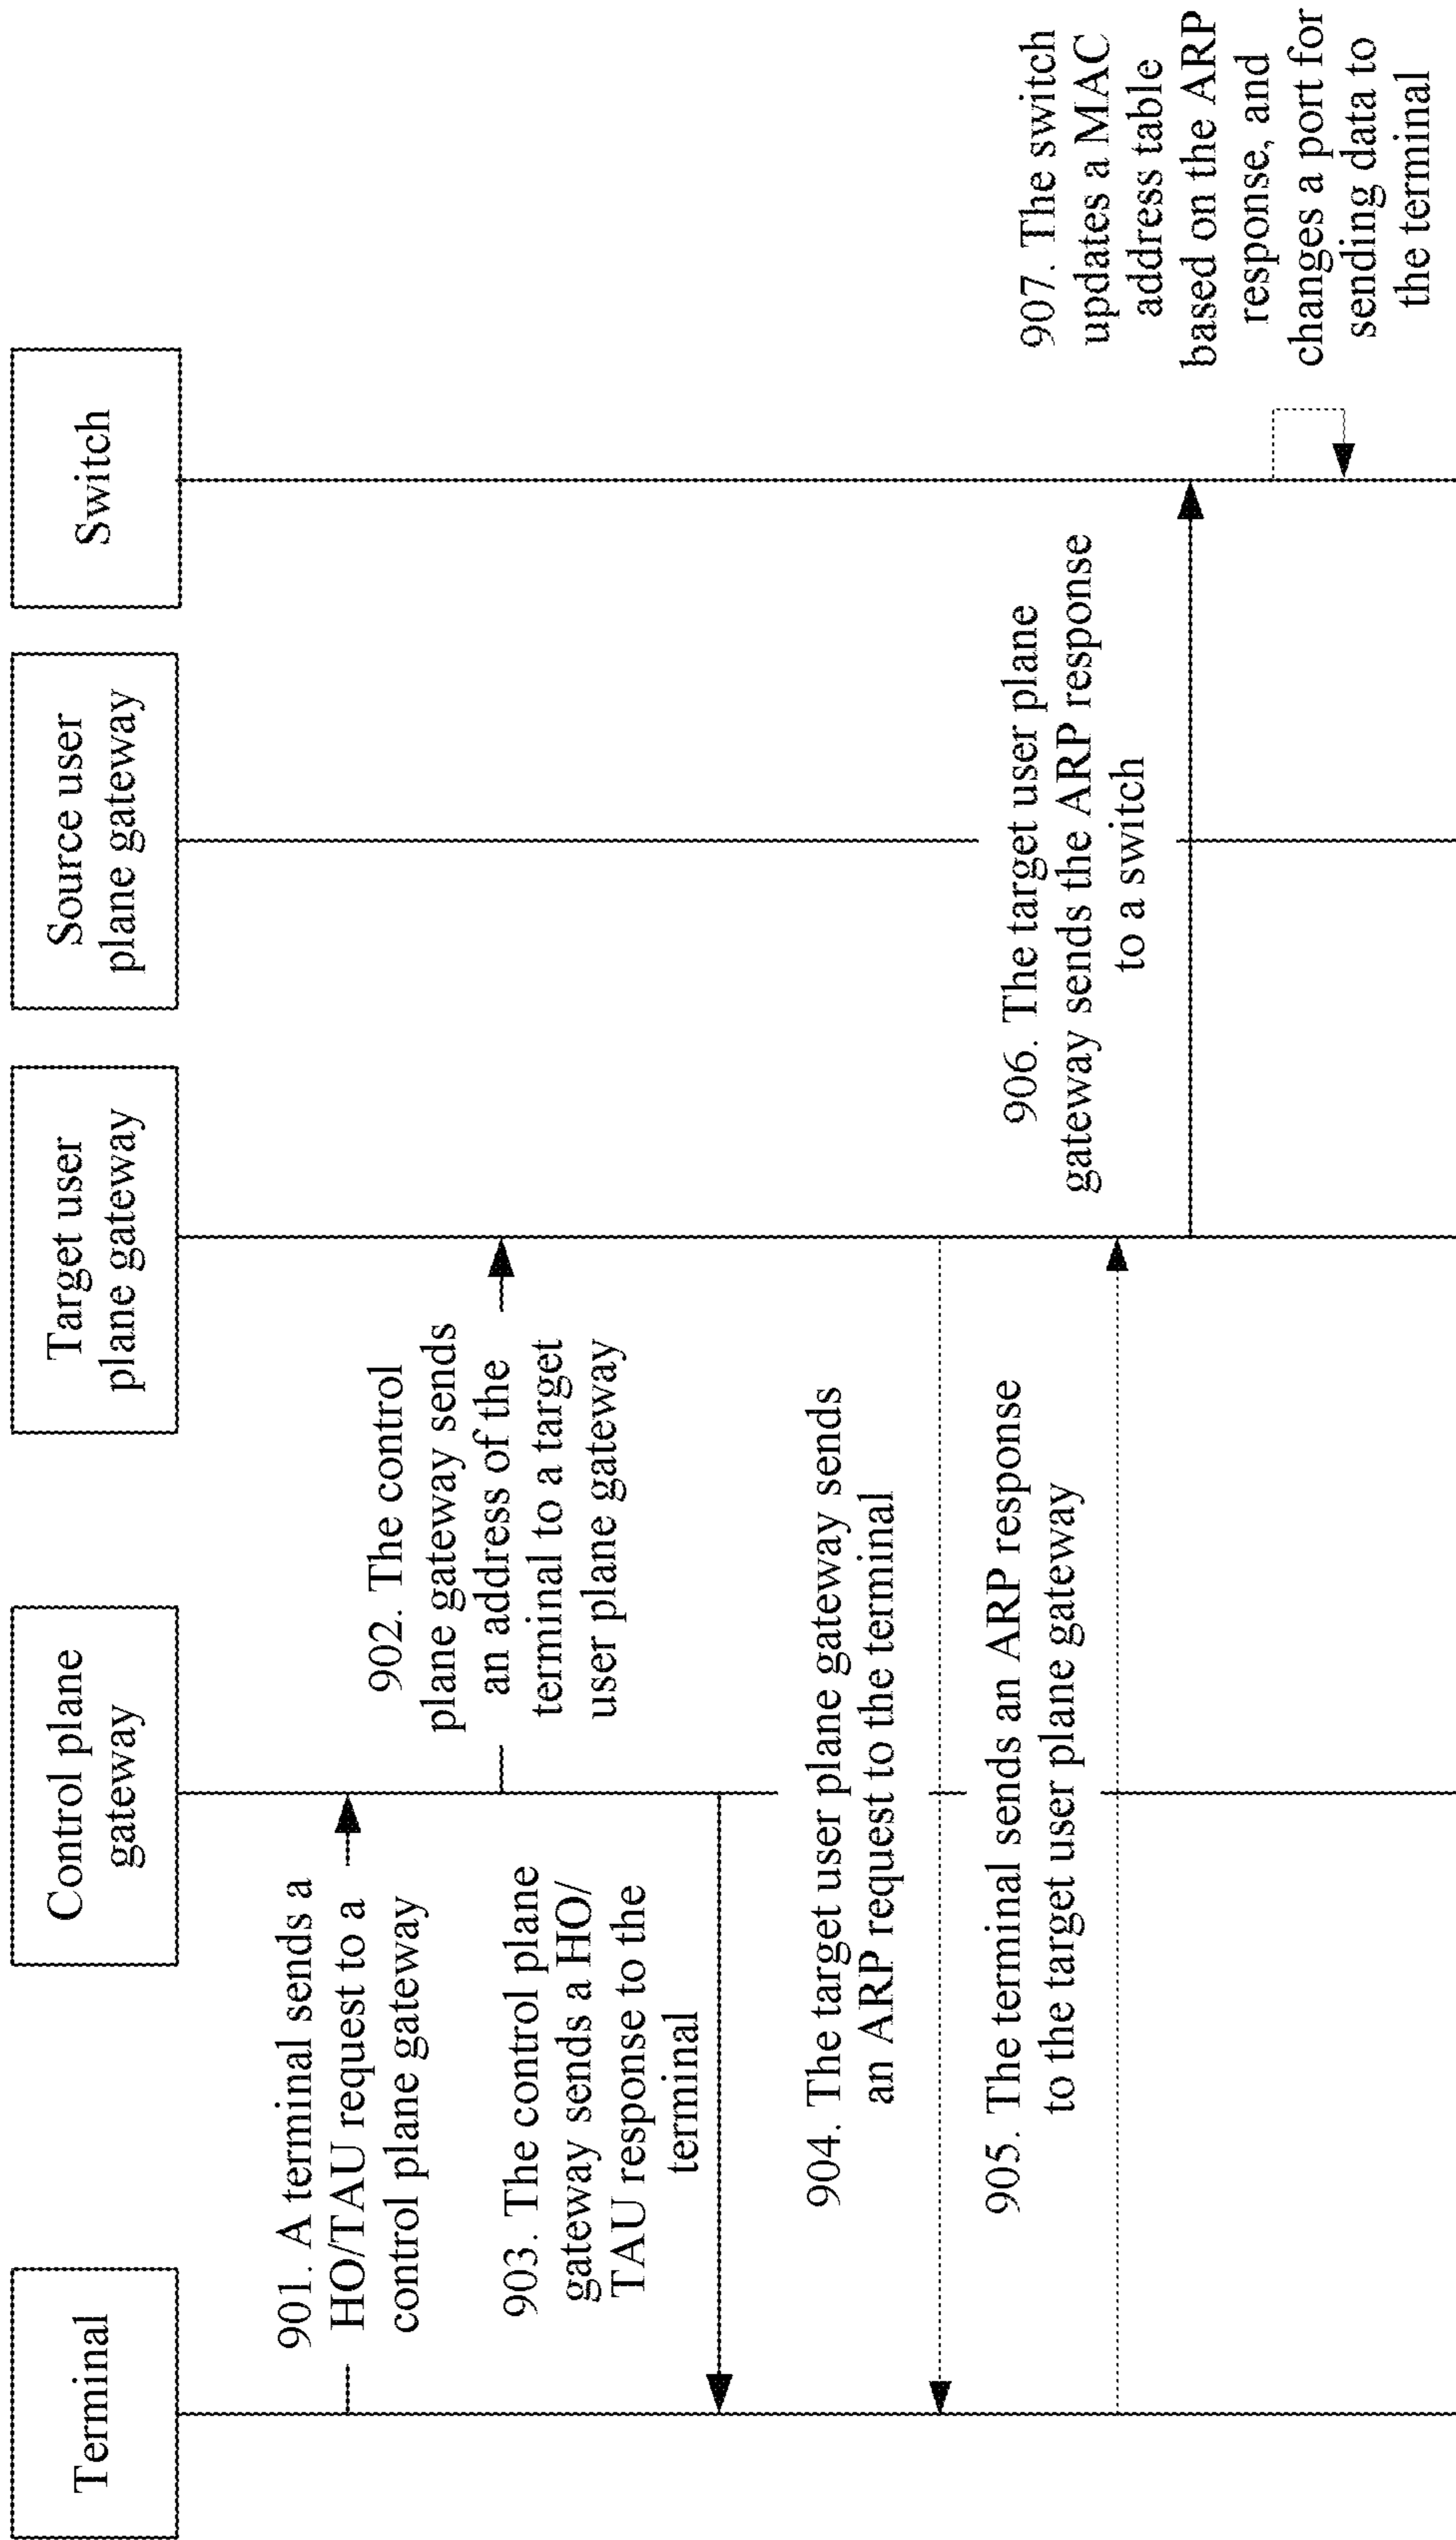 Terminal
Control plane
gateway
Target user
plane gateway
Source user
plane gateway
Switch
901. A terminal sends a
HO/TAU request to a
control plane gateway
902. The control
plane gateway sends
an address of the
terminal to a target
user plane gateway
903. The control plane
gateway sends a HO/
TAU response to the
terminal
904. The target user plane gateway sends
an ARP request to the terminal
905. The terminal sends an ARP response
to the target user plane gateway
906. The target user plane
gateway sends the ARP response
to a switch
907. The switch
updates a MAC
address table
based on the ARP
response, and
changes a port for
sending data to
the terminal